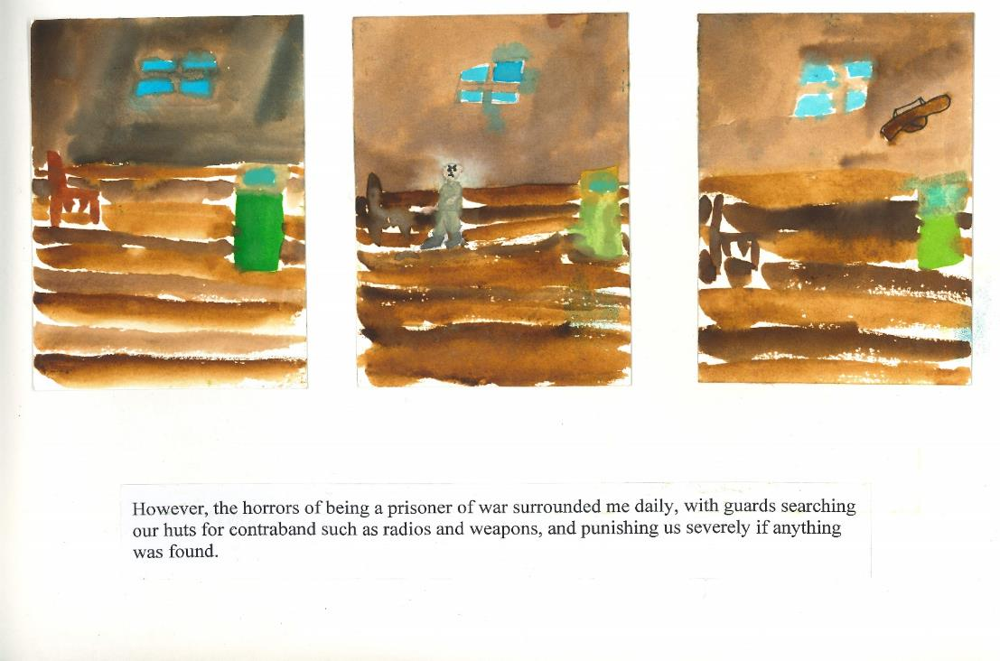 However, the horrors of being a prisoner of war surrounded me daily, with guards searching
our huts for contraband such as radios and weapons, and punishing us severely if anything
was found.